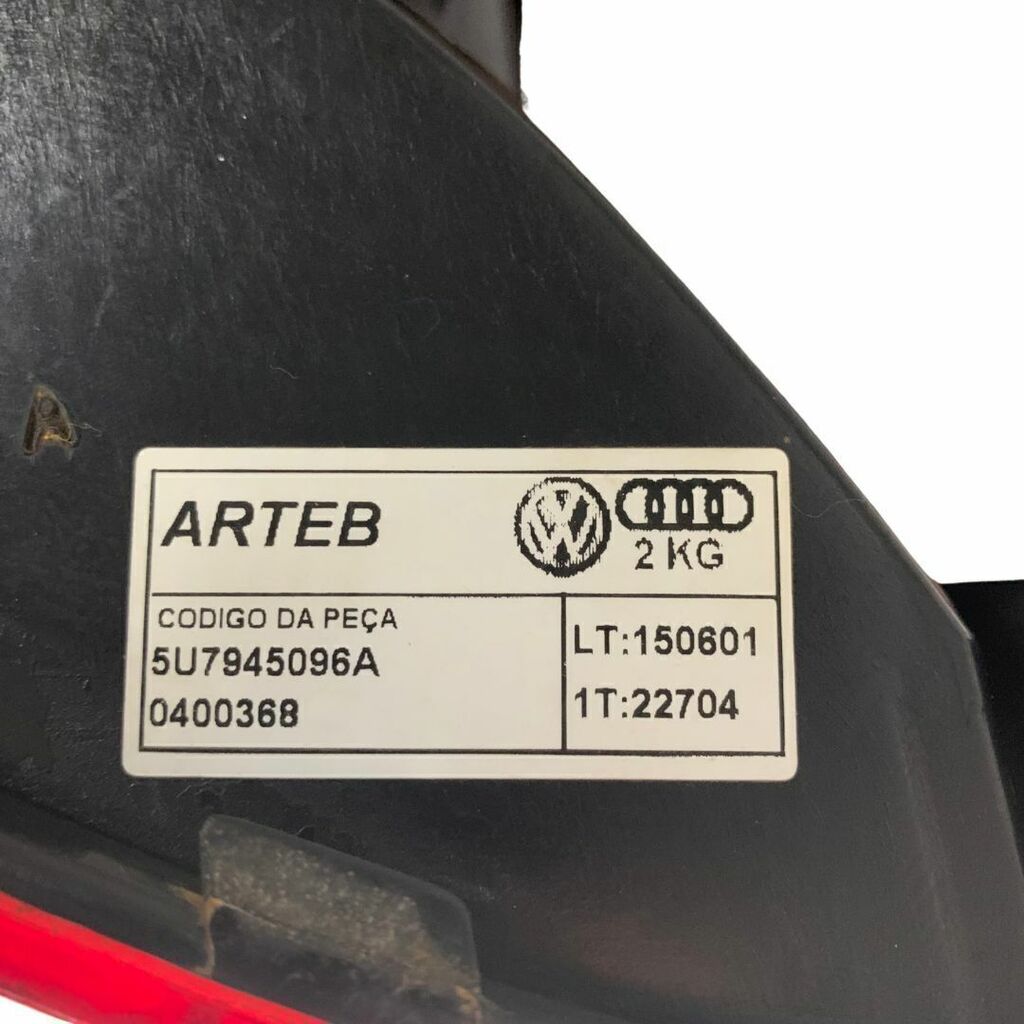 ARTEB
2 KG
CODIGO DA PEÇA
5U7945096A
0400368
LT:150601
1T:22704